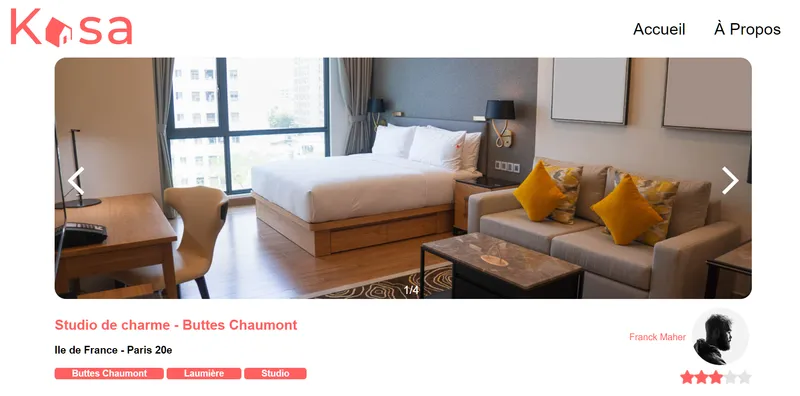 Kasa
Accueil
À Propos
1/4
Studio de charme - Buttes Chaumont
Ile de France - Paris 20e
Franck Maher
Buttes Chaumont
Laumière
Studio